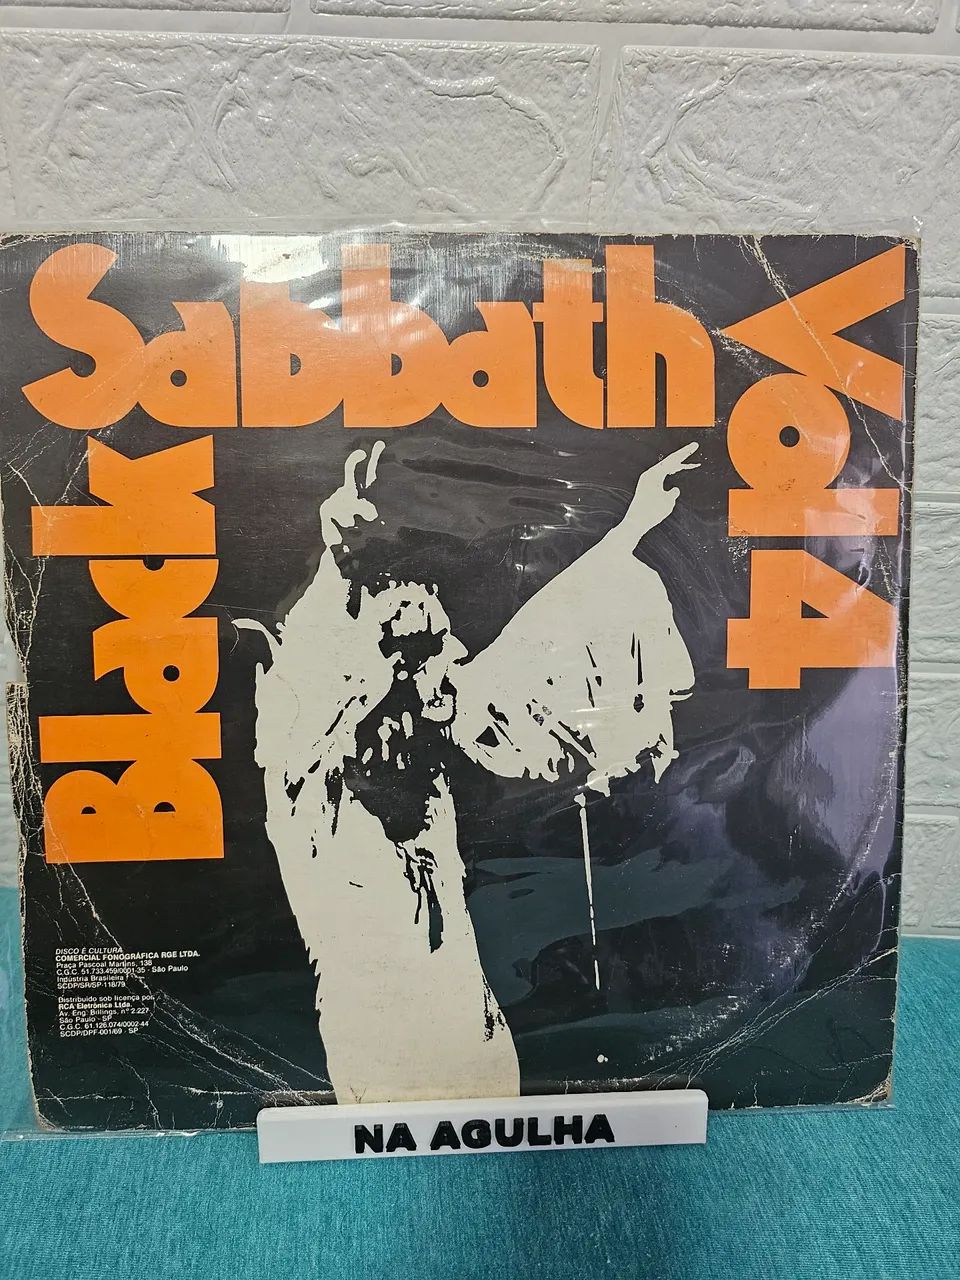 Black
Sabbath
Vol 4
DISCO É CULTURA
COMERCIAL FONOGRÁFICA RGE LTDA.
Praça Pascoal Martins, 138
C.G.C. 51.733.459/0001-35 - São Paulo
Indústria Brasileira
SCDP/SR/SP-118/79
Distribuído sob licença por
RCA Eletrônica Ltda.
Av. Eng. Billings, nº 2.227
São Paulo - SP
C.G.C. 61.126.074/0002-44
SCDP/DPF-001/69 - SP
NA AGULHA